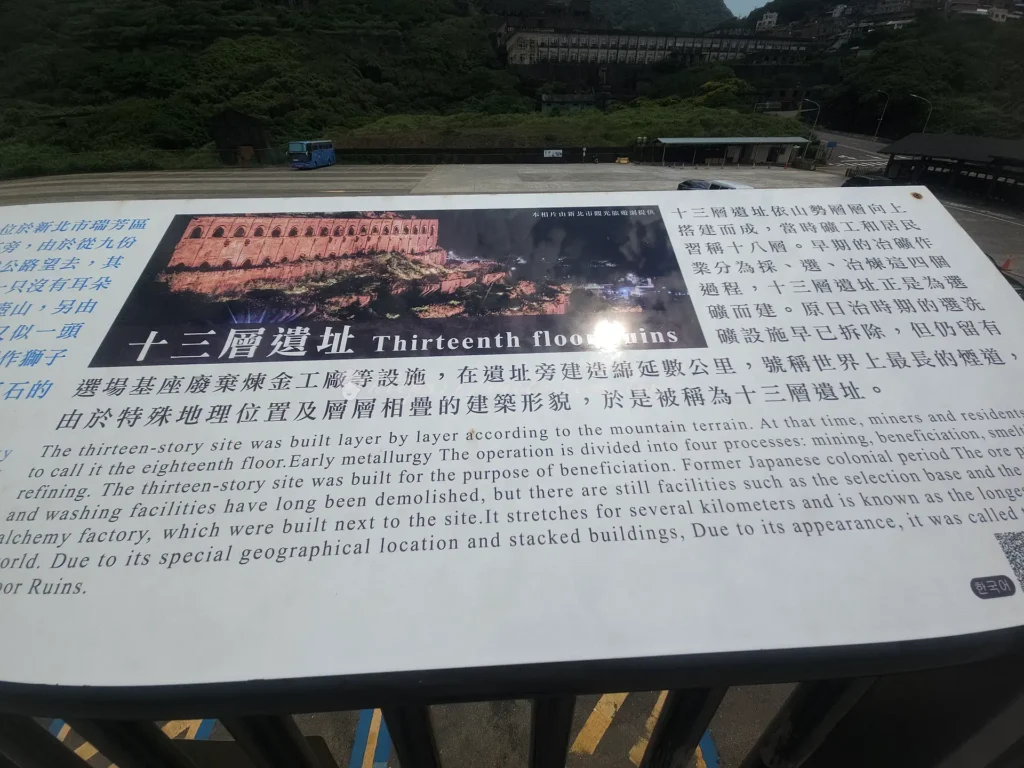 位於新北市瑞芳區
旁，由於從九份
公路望去，其
只沒有耳朵
山，另由
又似一頭
作獅子
石的
本相片由新北市觀光旅遊局提供
十三層遺址 Thirteenth floor Ruins
十三層遺址依山勢層層向上
搭建而成，當時礦工和居民
習稱十八層。早期的冶礦作
業分為採、選、冶煉這四個
過程，十三層遺址正是為選
礦而建。原日治時期的選洗
礦設施早已拆除，但仍留有
選場基座廢棄煉金工廠等設施，在遺址旁建造綿延數公里，號稱世界上最長的煙道，
由於特殊地理位置及層層相疊的建築形貌，於是被稱為十三層遺址。
The thirteen-story site was built layer by layer according to the mountain terrain. At that time, miners and residents
to call it the eighteenth floor.Early metallurgy The operation is divided into four processes: mining, beneficiation, smelt
refining. The thirteen-story site was built for the purpose of beneficiation. Former Japanese colonial period The ore p
and washing facilities have long been demolished, but there are still facilities such as the selection base and the
alchemy factory, which were built next to the site.It stretches for several kilometers and is known as the longes
orld. Due to its special geographical location and stacked buildings, Due to its appearance, it was called
oor Ruins.
한국어